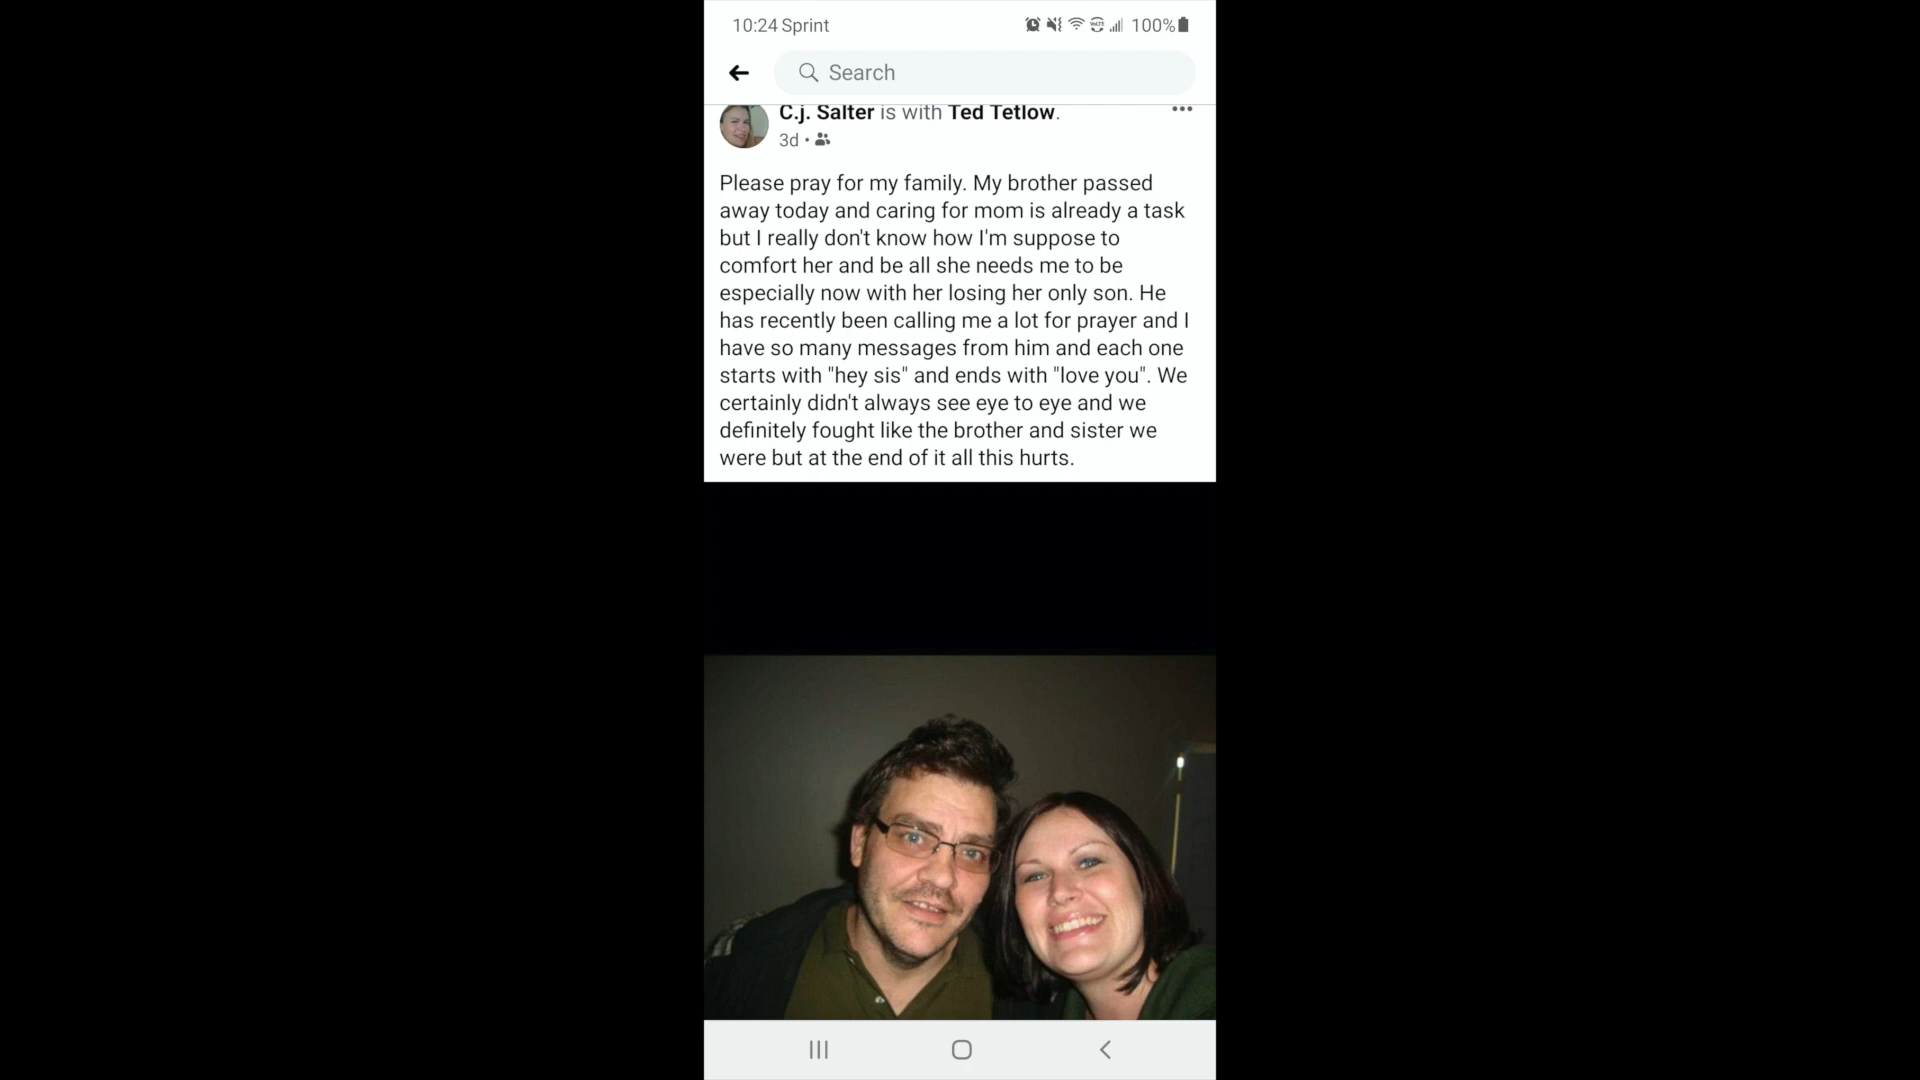 10:24 Sprint
100%
Search
C.j. Salter is with Ted Tetlow.
3d
Please pray for my family. My brother passed
away today and caring for mom is already a task
but I really don't know how I'm suppose to
comfort her and be all she needs me to be
especially now with her losing her only son. He
has recently been calling me a lot for prayer and I
have so many messages from him and each one
starts with "hey sis" and ends with "love you". We
certainly didn't always see eye to eye and we
definitely fought like the brother and sister we
were but at the end of it all this hurts.